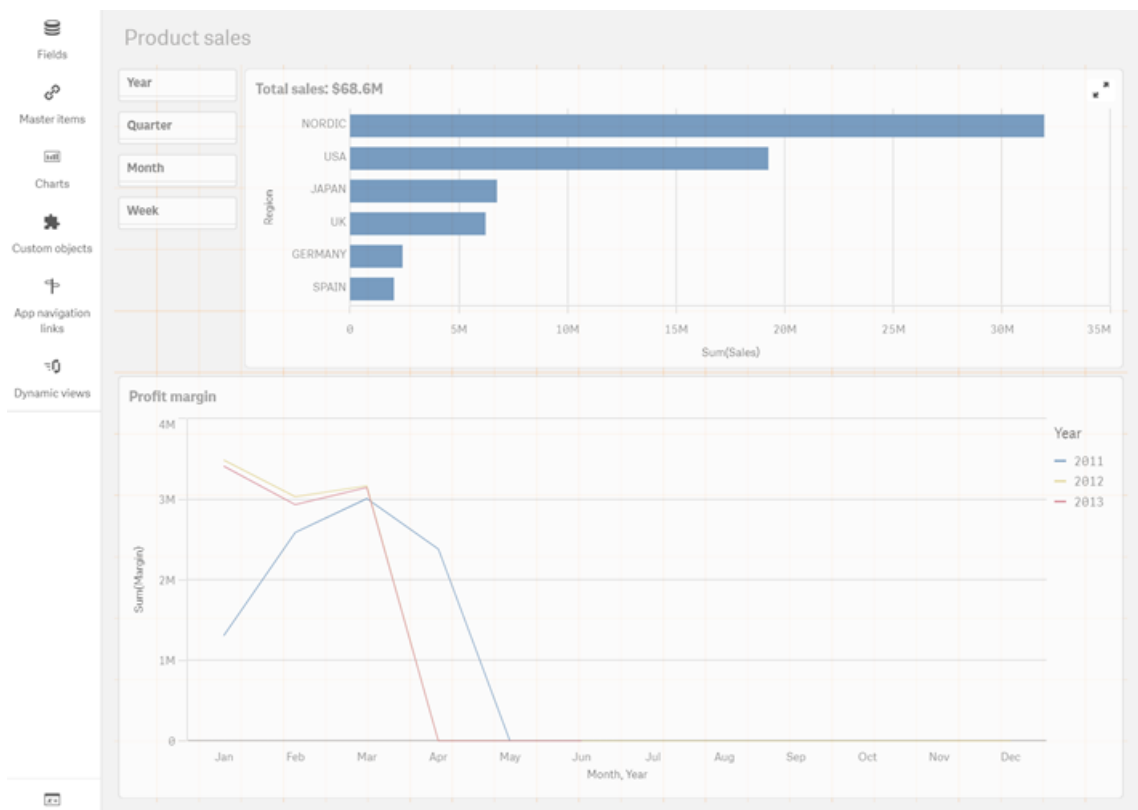 Fields
Master items
Charts
Custom objects
App navigation
links
Dynamic views
Product sales
Year
Quarter
Month
Week
Total sales: $68.6M
Region
NORDIC
USA
JAPAN
UK
GERMANY
SPAIN
0 5M 10M 15M 20M 25M 30M 35M
Sum(Sales)
Profit margin
Sum(Margin)
4M
3M
2M
1M
0
Jan Feb Mar Apr May Jun Jul Aug Sep Oct Nov Dec
Month, Year
Year
2011
2012
2013